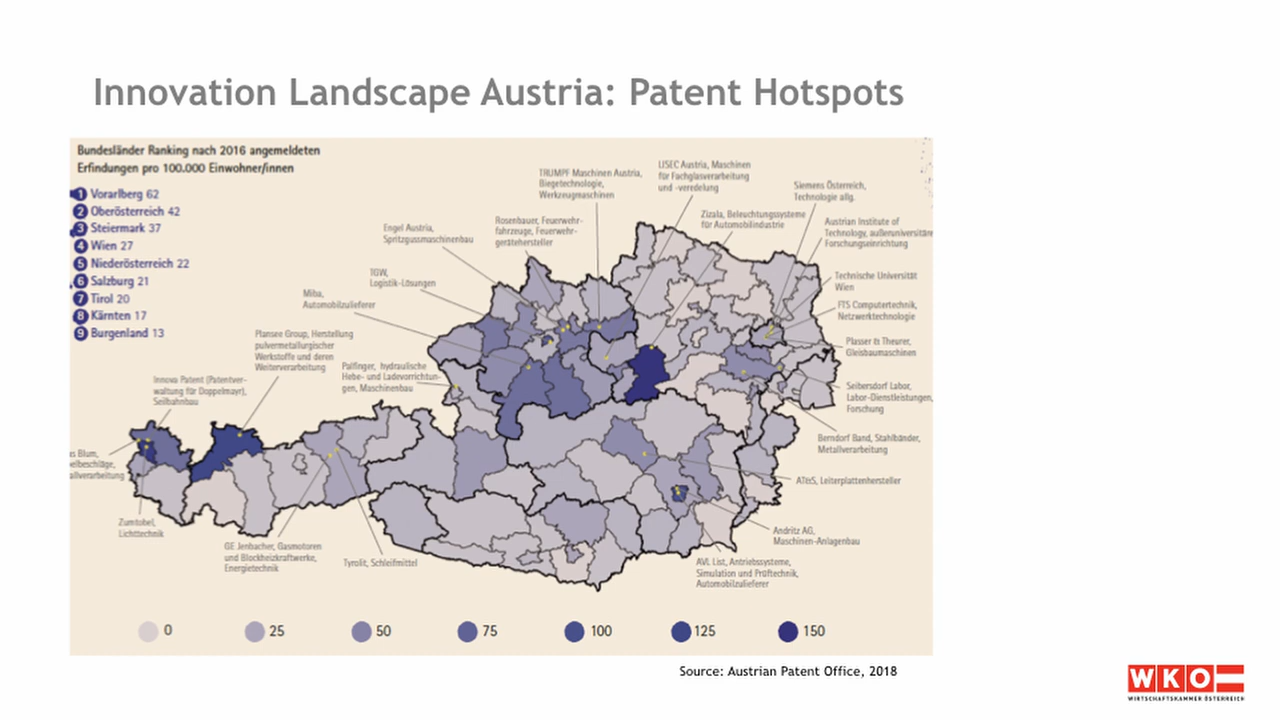 Innovation Landscape Austria: Patent Hotspots
Bundesländer Ranking nach 2016 angemeldeten
Erfindungen pro 100.000 Einwohner/innen
1 Vorarlberg 62
2 Oberösterreich 42
3 Steiermark 37
4 Wien 27
5 Niederösterreich 22
6 Salzburg 21
7 Tirol 20
8 Kärnten 17
9 Burgenland 13
TRUMPF Maschinen Austria,
Biegetechnologie,
Werkzeugmaschinen
LISEC Austria, Maschinen
für Fachglasverarbeitung
und -veredelung
Siemens Österreich,
Technologie allg.
Zizala, Beleuchtungssysteme
für Automobilindustrie
Austrian Institute of
Technology, außeruniversitäre
Forschungseinrichtung
Engel Austria,
Spritzgussmaschinenbau
Rosenbauer, Feuerwehr-
fahrzeuge, Feuerwehr-
gerätehersteller
TGW,
Logistik-Lösungen
Miba,
Automobilzulieferer
Technische Universität
Wien
FTS Computertechnik,
Netzwerktechnologie
Plasser & Theurer,
Gleisbaumaschinen
Plansee Group, Herstellung
pulvermetallurgischer
Werkstoffe und deren
Weiterverarbeitung
Palfinger, hydraulische
Hebe- und Ladevorrichtun-
gen, Maschinenbau
Innova Patent (Patentver-
waltung für Doppelmayr),
Seilbahnbau
Seibersdorf Labor,
Labor-Dienstleistungen,
Forschung
Berndorf Band, Stahlbänder,
Metallverarbeitung
s Blum,
elbeschläge,
allverarbeitung
AT&S, Leiterplattenhersteller
Zumtobel,
Lichttechnik
GE Jenbacher, Gasmotoren
und Blockheizkraftwerke,
Energietechnik
Tyrolit, Schleifmittel
Andritz AG,
Maschinen-Anlagenbau
AVL List, Antriebssysteme,
Simulation und Prüftechnik,
Automobilzulieferer
0 25 50 75 100 125 150
Source: Austrian Patent Office, 2018
WKO
WIRTSCHAFTSKAMMER ÖSTERREICH